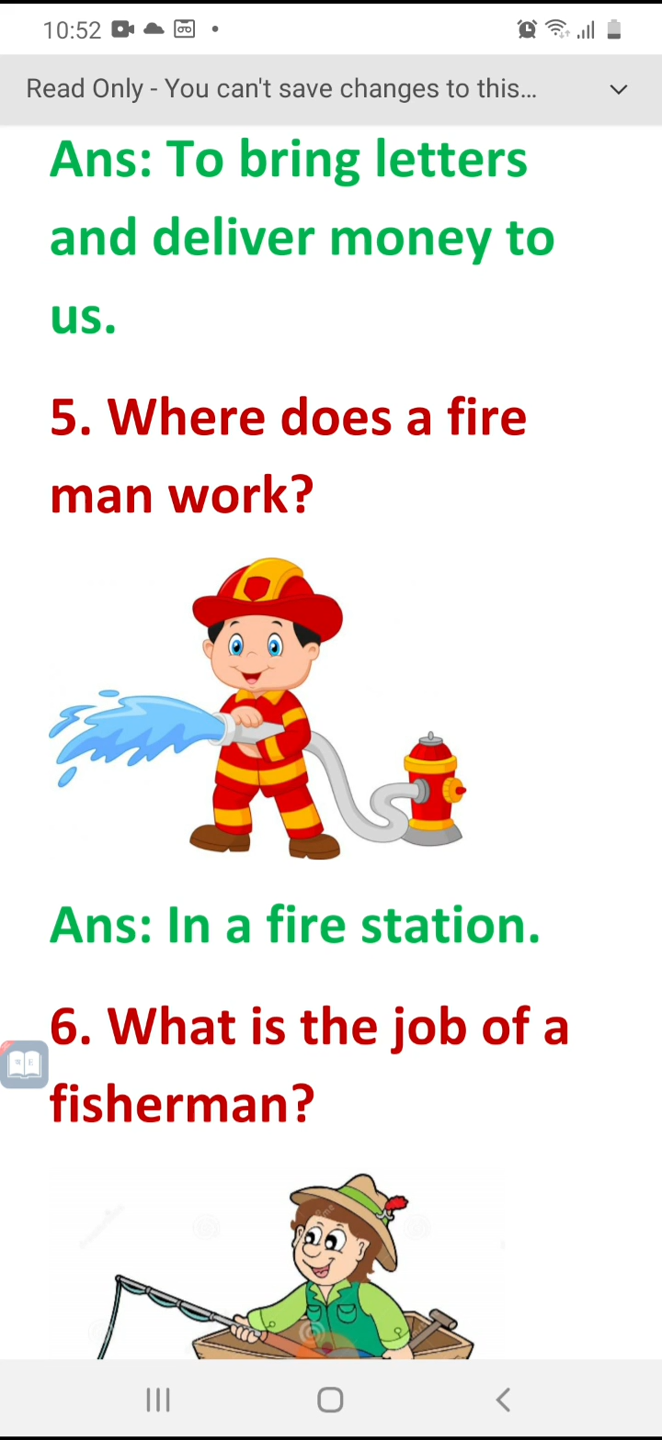 10:52
Read Only - You can't save changes to this...
Ans: To bring letters
and deliver money to
us.
5. Where does a fire
man work?
Ans: In a fire station.
6. What is the job of a
fisherman?